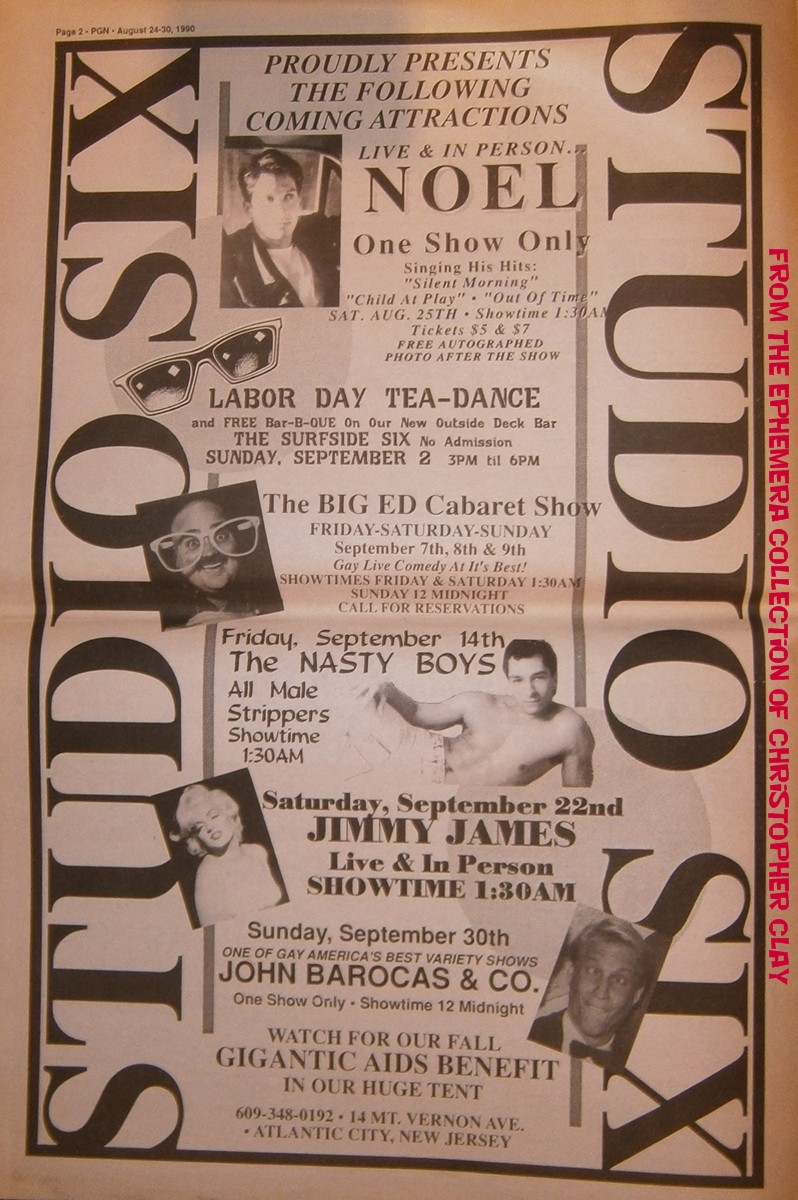 Page 2 - PGN • August 24-30, 1990
STUDIO SIX
PROUDLY PRESENTS
THE FOLLOWING
COMING ATTRACTIONS
LIVE & IN PERSON...
NOEL
One Show Only
Singing His Hits:
"Silent Morning"
"Child At Play" • "Out Of Time"
SAT. AUG. 25TH • Showtime 1:30AM
Tickets $5 & $7
FREE AUTOGRAPHED
PHOTO AFTER THE SHOW
LABOR DAY TEA-DANCE
and FREE Bar-B-QUE On Our New Outside Deck Bar
THE SURFSIDE SIX No Admission
SUNDAY, SEPTEMBER 2 3PM til 6PM
The BIG ED Cabaret Show
FRIDAY-SATURDAY-SUNDAY
September 7th, 8th & 9th
Gay Live Comedy At It's Best!
SHOWTIMES FRIDAY & SATURDAY 1:30AM
SUNDAY 12 MIDNIGHT
CALL FOR RESERVATIONS
Friday, September 14th
The NASTY BOYS
All Male
Strippers
Showtime
1:30AM
Saturday, September 22nd
JIMMY JAMES
Live & In Person
SHOWTIME 1:30AM
Sunday, September 30th
ONE OF GAY AMERICA'S BEST VARIETY SHOWS
JOHN BAROCAS & CO.
One Show Only • Showtime 12 Midnight
WATCH FOR OUR FALL
GIGANTIC AIDS BENEFIT
IN OUR HUGE TENT
609-348-0192 • 14 MT. VERNON AVE.
• ATLANTIC CITY, NEW JERSEY
STUDIO SIX
FROM THE EPHEMERA COLLECTiON OF CHRiSTOPHER CLAY